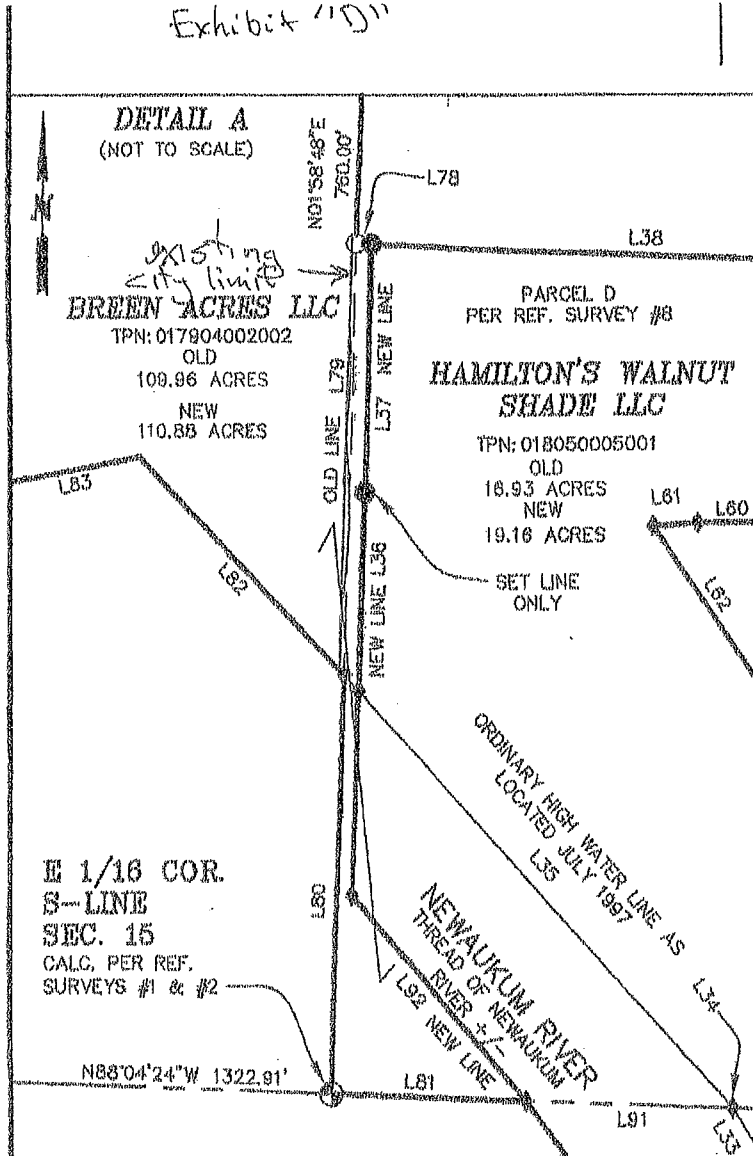 Exhibit "D"
DETAIL A
(NOT TO SCALE)
N
N01°58'48"E
760.00'
L78
L38
existing
city limit
BREEN ACRES LLC
TPN: 017904002002
OLD
109.96 ACRES
NEW
110.88 ACRES
OLD LINE L79
L37 NEW LINE
PARCEL D
PER REF. SURVEY #8
HAMILTON'S WALNUT
SHADE LLC
TPN: 018050005001
OLD
18.93 ACRES
NEW
19.16 ACRES
L61
L60
L62
L83
L82
NEW LINE L36
SET LINE
ONLY
ORDINARY HIGH WATER LINE AS
LOCATED JULY 1997
L35
L34
E 1/16 COR.
S-LINE
SEC. 15
CALC. PER REF.
SURVEYS #1 & #2
L80
NEWAUKUM RIVER
THREAD OF NEWAUKUM
RIVER +/-
L92 NEW LINE
N88°04'24"W 1322.91'
L81
L91
L33